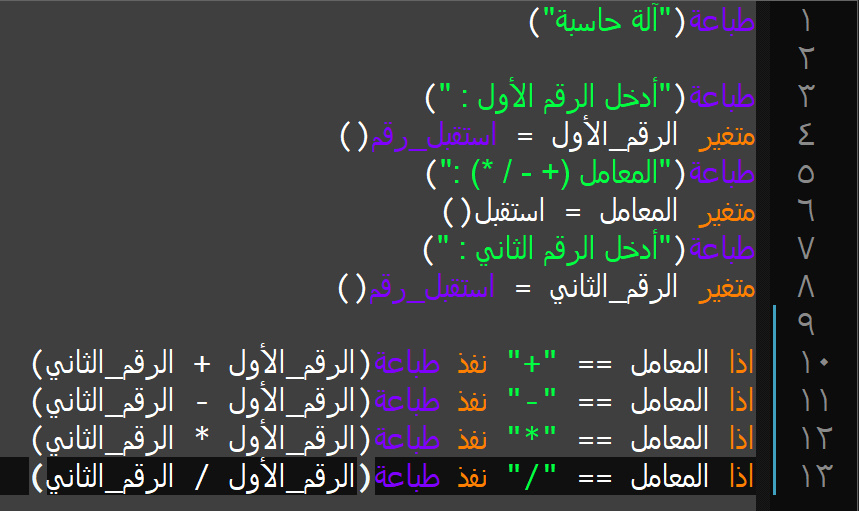 ١ طباعة("آلة حاسبة")
٢
٣ طباعة("أدخل الرقم الأول : ")
٤ متغير الرقم_الأول = استقبل_رقم()
٥ طباعة("المعامل (+ - / *) :")
٦ متغير المعامل = استقبل()
٧ طباعة("أدخل الرقم الثاني : ")
٨ متغير الرقم_الثاني = استقبل_رقم()
٩
١٠ اذا المعامل == "+" نفذ طباعة(الرقم_الأول + الرقم_الثاني)
١١ اذا المعامل == "-" نفذ طباعة(الرقم_الأول - الرقم_الثاني)
١٢ اذا المعامل == "*" نفذ طباعة(الرقم_الأول * الرقم_الثاني)
١٣ اذا المعامل == "/" نفذ طباعة(الرقم_الأول / الرقم_الثاني)